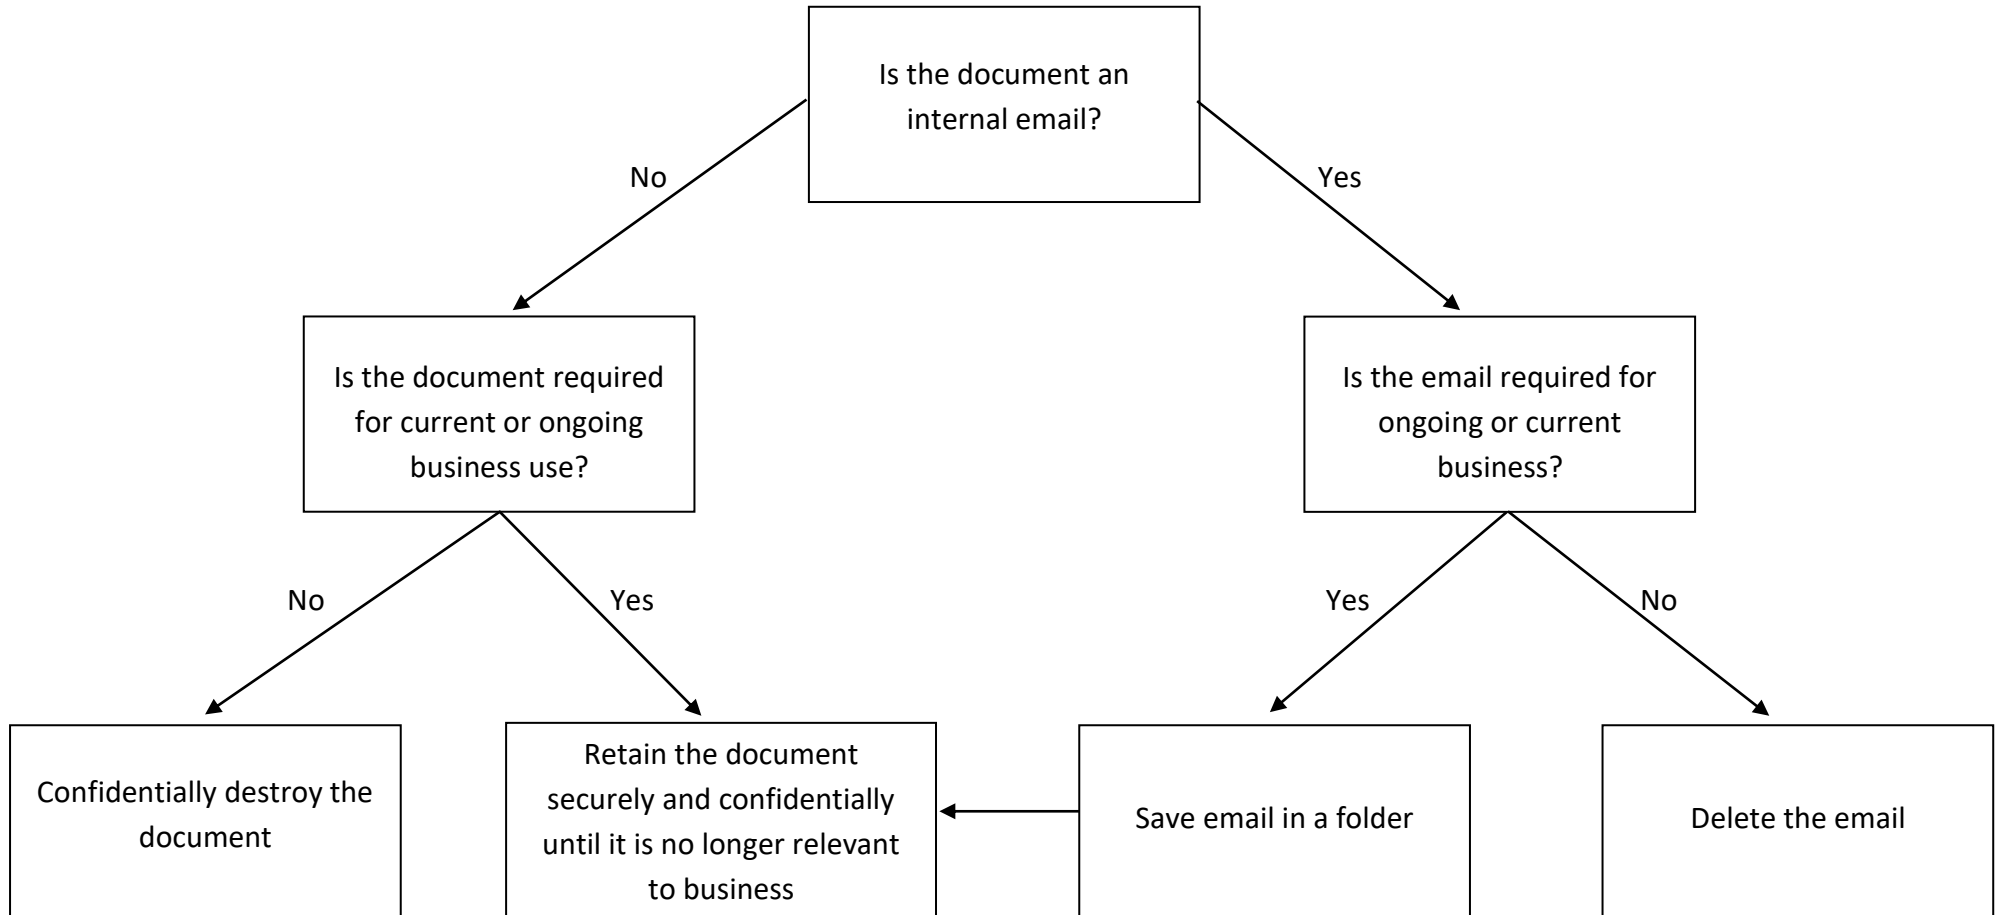 Is the document an
internal email?
No
Yes
Is the document required
for current or ongoing
business use?
Is the email required for
ongoing or current
business?
No
Yes
Yes
No
Confidentially destroy the
document
Retain the document
securely and confidentially
until it is no longer relevant
to business
Save email in a folder
Delete the email